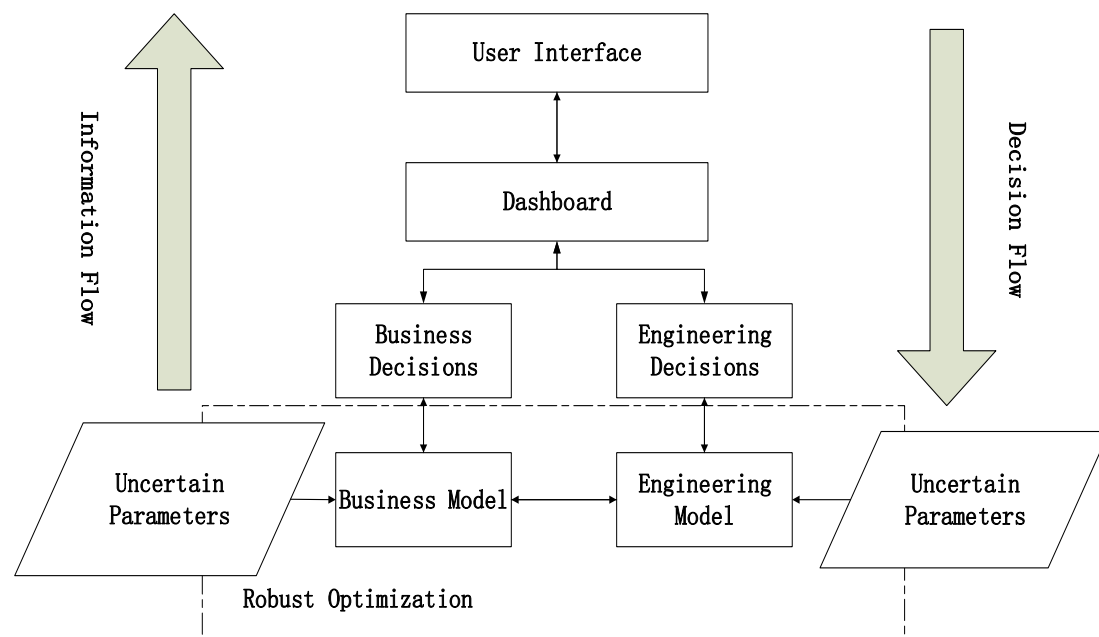 User Interface
Information Flow
Decision Flow
Dashboard
Business
Decisions
Engineering
Decisions
Uncertain
Parameters
Business Model
Engineering
Model
Uncertain
Parameters
Robust Optimization